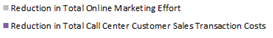 Reduction in Total Online Marketing Effort
Reduction in Total Call Center Customer Sales Transaction Costs